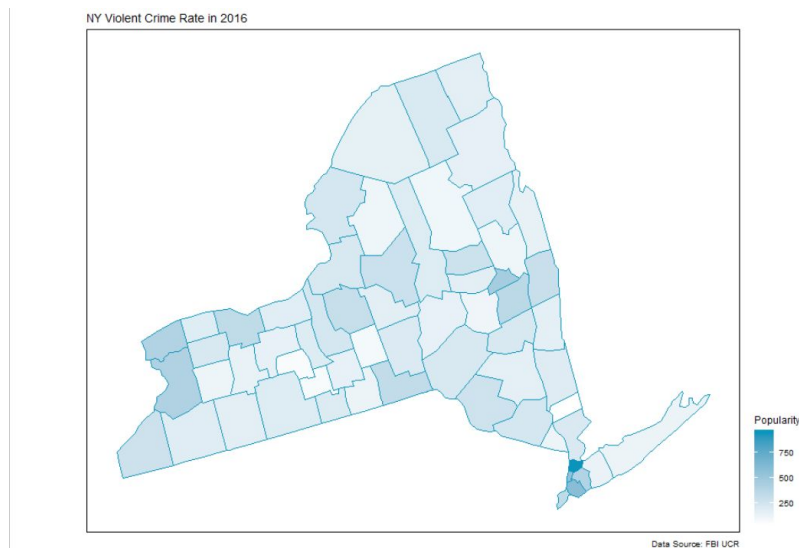 NY Violent Crime Rate in 2016
Popularity
750
500
250
Data Source: FBI UCR